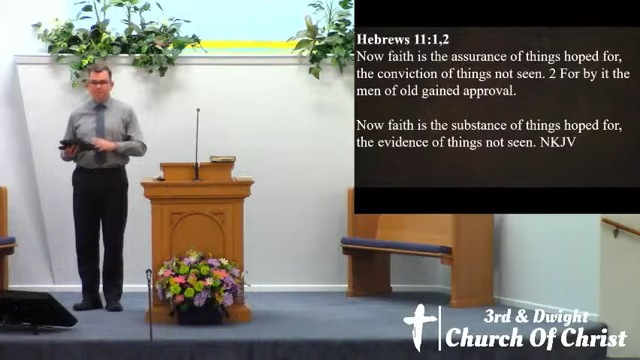 Hebrews 11:1,2
Now faith is the assurance of things hoped for,
the conviction of things not seen. 2 For by it the
men of old gained approval.
Now faith is the substance of things hoped for,
the evidence of things not seen. NKJV
3rd & Dwight
Church Of Christ